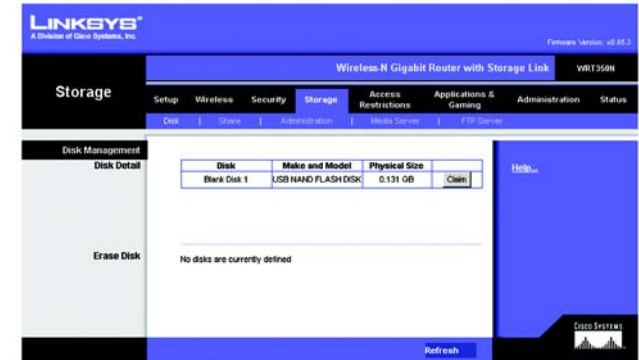 LINKSYS®
A Division of Cisco Systems, Inc.
Firmware Version: v0.85.3
Wireless-N Gigabit Router with Storage Link WRT350N
Storage
Setup Wireless Security Storage Access Restrictions Applications & Gaming Administration Status
Disk | Share | Administration | Media Server | FTP Server
Disk Management
Disk Detail
Disk Make and Model Physical Size
Blank Disk 1 USB NAND FLASH DISK 0.131 GB Claim
Help...
Erase Disk
No disks are currently defined
CISCO SYSTEMS
Refresh